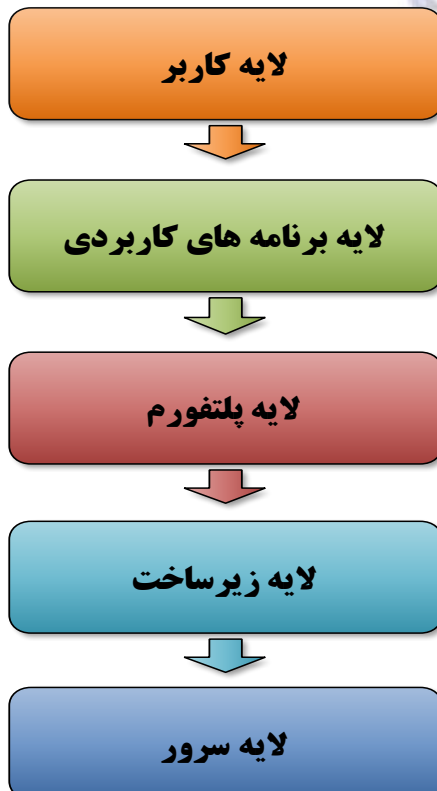 لایه کاربر
لایه برنامه های کاربردی
لایه پلتفورم
لایه زیرساخت
لایه سرور